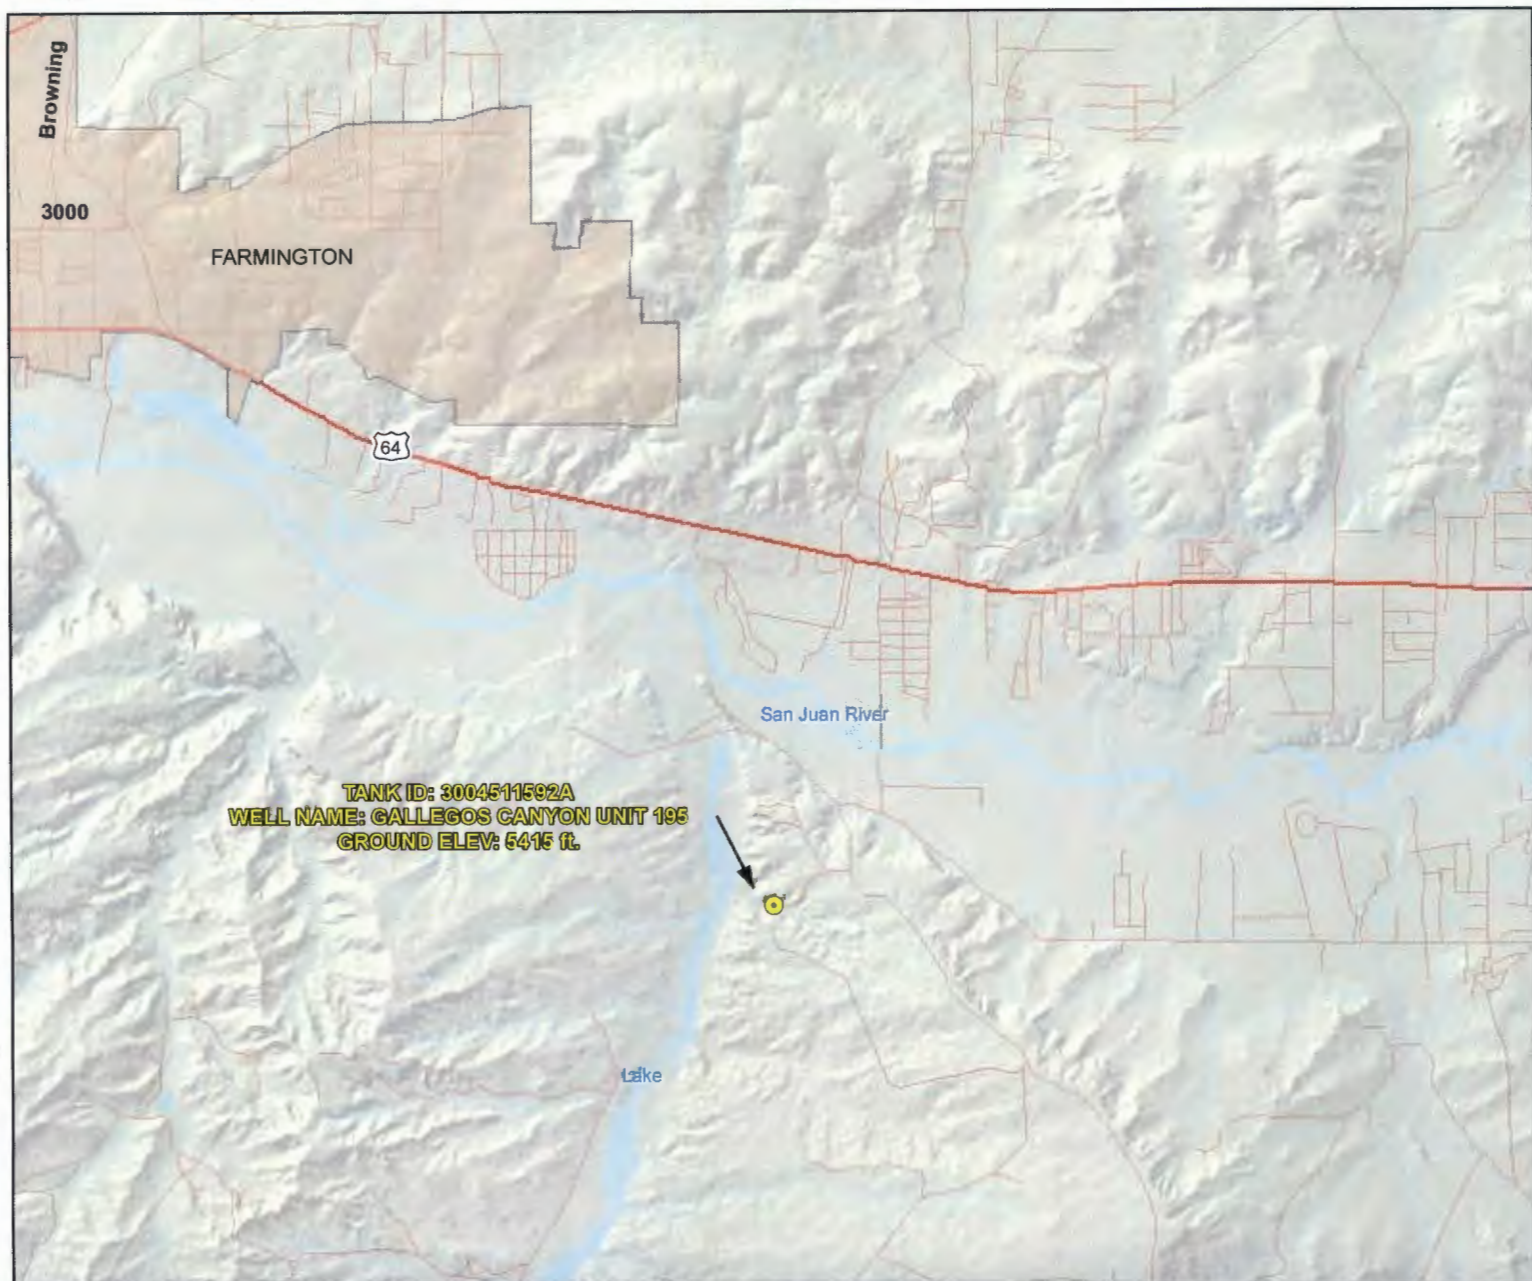 Browning
3000
FARMINGTON
64
San Juan River
TANK ID: 3004511592A
WELL NAME: GALLEGOS CANYON UNIT 195
GROUND ELEV: 5415 ft.
Lake